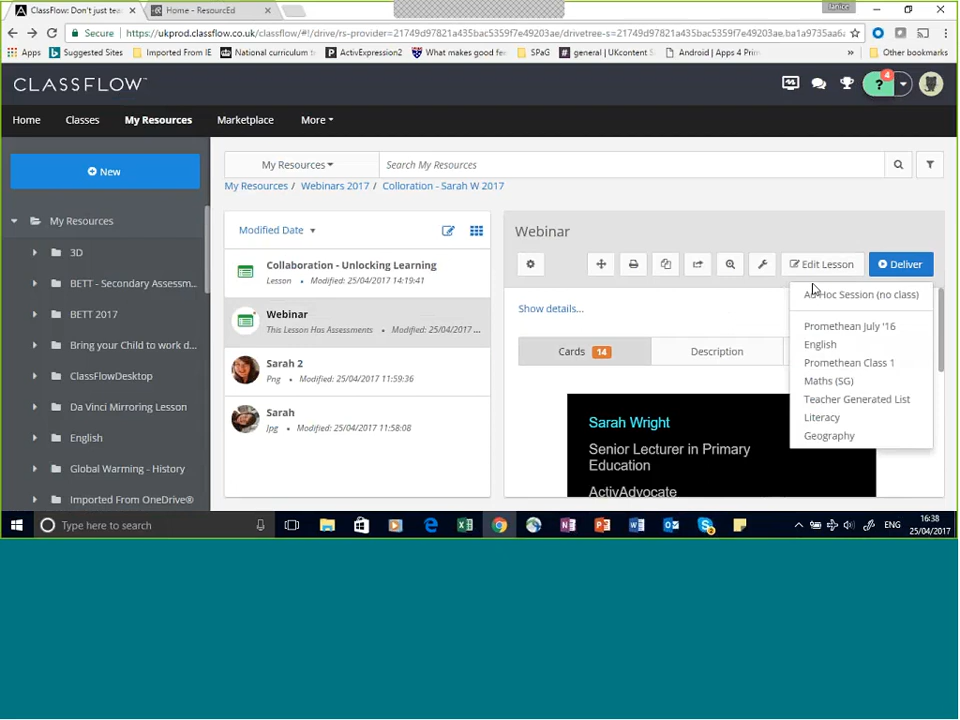 ClassFlow: Don't just tea
Home - ResourcEd
Janice
Secure
https://ukprod.classflow.co.uk/classflow/#!/drive/rs-provider=21749d97821a435db749d7f4e49203ae/drivetree-s=21749d97821a435db749d7f4e49203ae.ba1a9735aa6
Apps
Suggested Sites
Imported From IE
National curriculum
ActivExpression2
What makes good f
SPaG
general | UKcontent S
Android | Apps 4 Prim
»
Other bookmarks
CLASSFLOW
4
?
Home
Classes
My Resources
Marketplace
More
New
My Resources
3D
BETT - Secondary Assessm...
BETT 2017
Bring your Child to work d...
ClassFlowDesktop
Da Vinci Mirroring Lesson
English
Global Warming - History
Imported From OneDrive®
My Resources
Search My Resources
My Resources / Webinars 2017 / Colloration - Sarah W 2017
Modified Date
Collaboration - Unlocking Learning
Lesson • Modified: 25/04/2017 14:19:41
Webinar
This Lesson Has Assessments • Modified: 25/04/2017 ...
Sarah 2
Png • Modified: 25/04/2017 11:59:36
Sarah
Jpg • Modified: 25/04/2017 11:58:08
Webinar
Edit Lesson
Deliver
Show details...
Cards 14
Description
Ad Hoc Session (no class)
Promethean July '16
English
Promethean Class 1
Maths (SG)
Teacher Generated List
Literacy
Geography
Sarah Wright
Senior Lecturer in Primary
Education
ActivAdvocate
Type here to search
ENG
16:38
25/04/2017